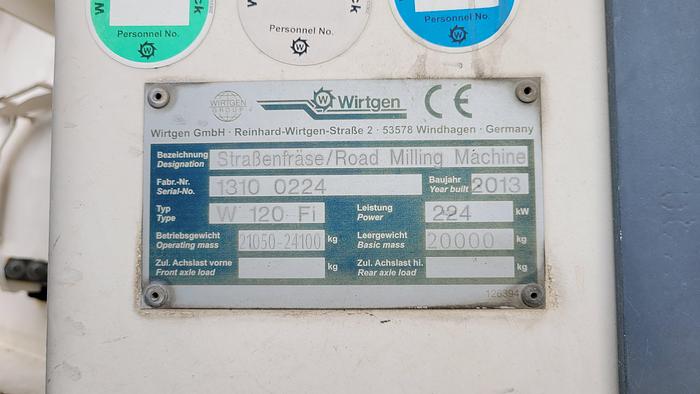 Personnel No.
Personnel No.
Personnel No.
WIRTGEN GROUP
Wirtgen
CE
Wirtgen GmbH · Reinhard-Wirtgen-Straße 2 · 53578 Windhagen · Germany
Bezeichnung Designation Straßenfräse/Road Milling Machine
Fabr.-Nr. Serial-No. 1310 0224 Baujahr Year built 2013
Typ Type W 120 Fi Leistung Power 224 kW
Betriebsgewicht Operating mass 21050-24100 kg Leergewicht Basic mass 20000 kg
Zul. Achslast vorne Front axle load kg Zul. Achslast hi. Rear axle load kg
126394